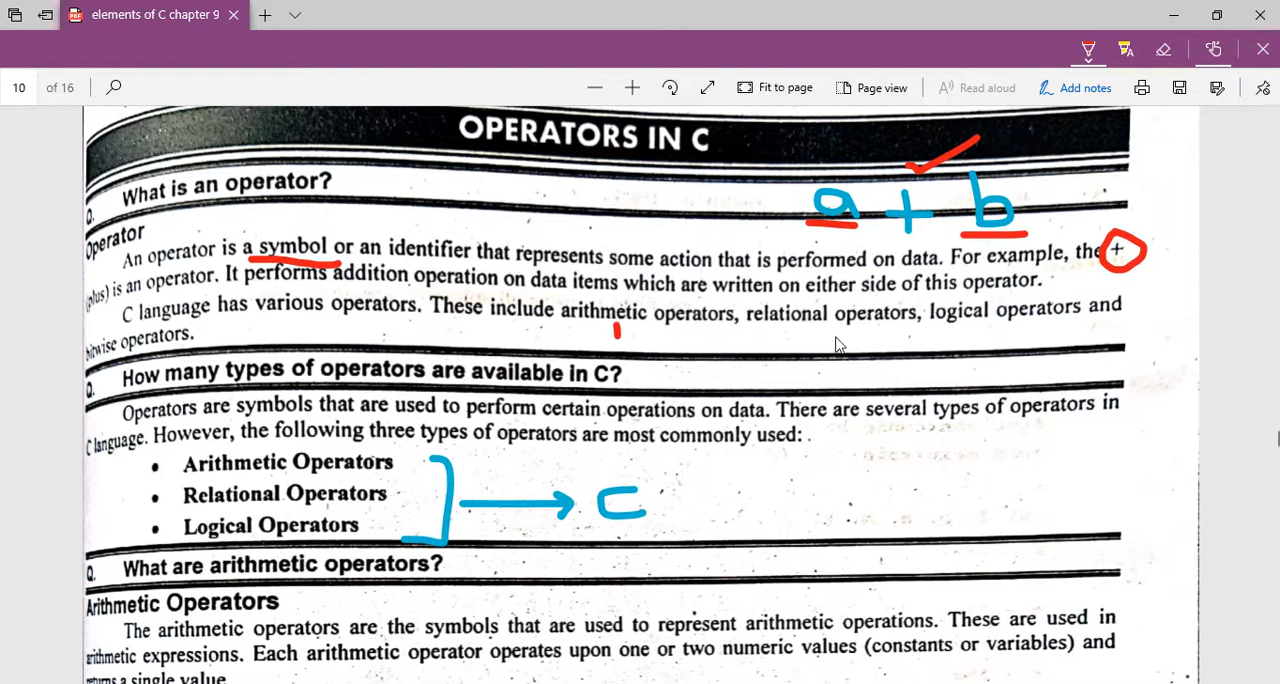 elements of C chapter 9
10 of 16
Fit to page
Page view
Read aloud
Add notes
OPERATORS IN C
Q. What is an operator?
a + b
Operator
An operator is a symbol or an identifier that represents some action that is performed on data. For example, the +
(plus) is an operator. It performs addition operation on data items which are written on either side of this operator.
C language has various operators. These include arithmetic operators, relational operators, logical operators and
bitwise operators.
Q. How many types of operators are available in C?
Operators are symbols that are used to perform certain operations on data. There are several types of operators in
C language. However, the following three types of operators are most commonly used:
• Arithmetic Operators
• Relational Operators
• Logical Operators
C
Q. What are arithmetic operators?
Arithmetic Operators
The arithmetic operators are the symbols that are used to represent arithmetic operations. These are used in
arithmetic expressions. Each arithmetic operator operates upon one or two numeric values (constants or variables) and
returns a single value.